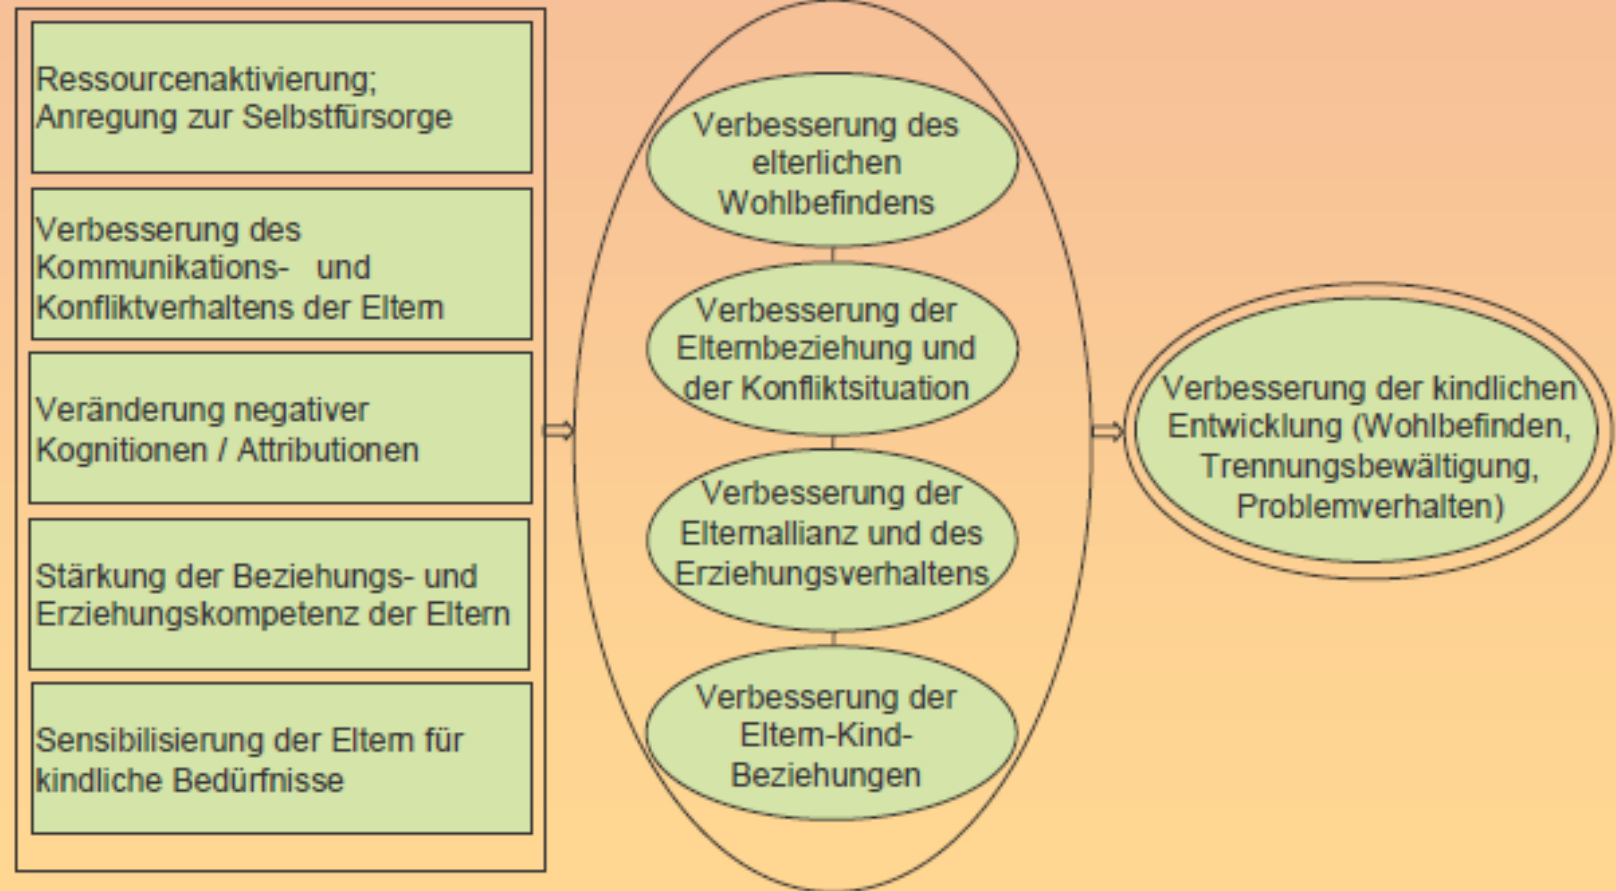 Ressourcenaktivierung;
Anregung zur Selbstfürsorge
Verbesserung des
Kommunikations- und
Konfliktverhaltens der Eltern
Veränderung negativer
Kognitionen / Attributionen
Stärkung der Beziehungs- und
Erziehungskompetenz der Eltern
Sensibilisierung der Eltern für
kindliche Bedürfnisse
Verbesserung des
elterlichen
Wohlbefindens
Verbesserung der
Elternbeziehung und
der Konfliktsituation
Verbesserung der
Elternallianz und des
Erziehungsverhaltens
Verbesserung der
Eltern-Kind-
Beziehungen
Verbesserung der kindlichen
Entwicklung (Wohlbefinden,
Trennungsbewältigung,
Problemverhalten)